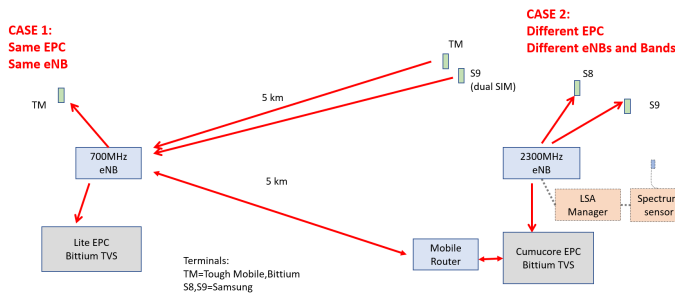 CASE 1:
Same EPC
Same eNB
CASE 2:
Different EPC
Different eNBs and Bands
TM
S9
(dual SIM)
S8
S9
TM
5 km
700MHz
eNB
2300MHz
eNB
5 km
LSA
Manager
Spectrum
sensor
Lite EPC
Bittium TVS
Mobile
Router
Cumucore EPC
Bittium TVS
Terminals:
TM=Tough Mobile,Bittium
S8,S9=Samsung